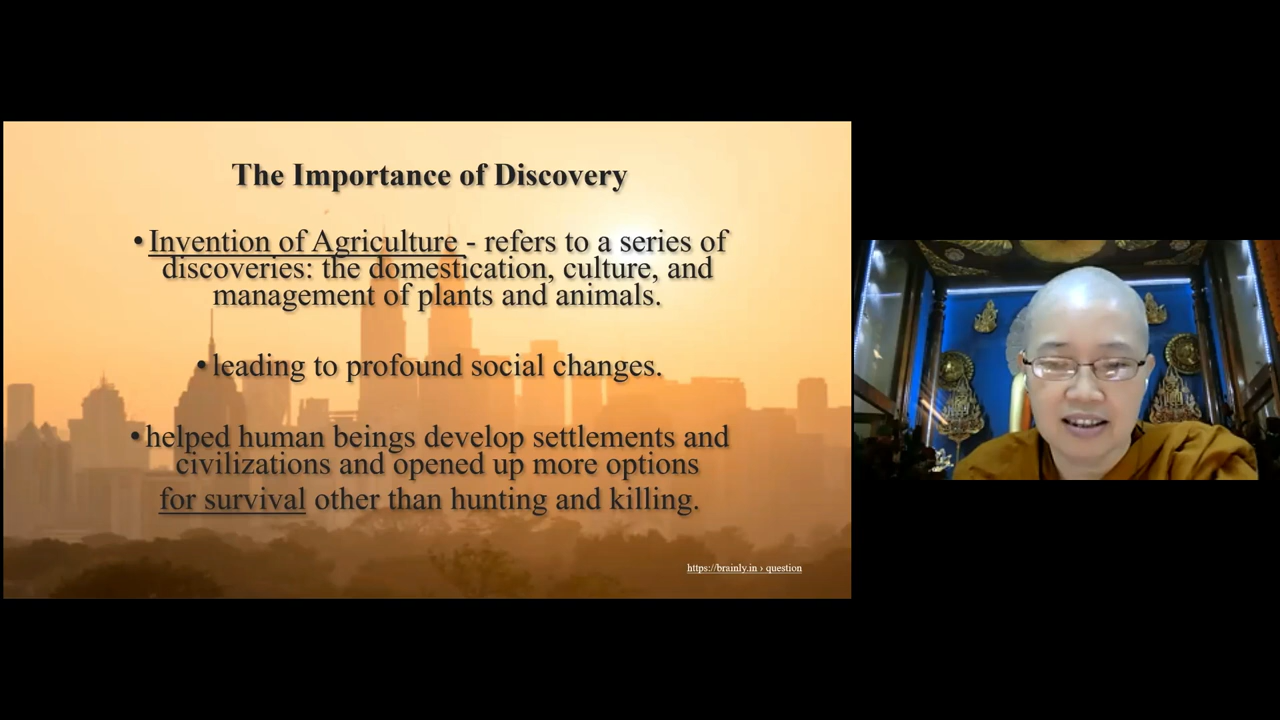 The Importance of Discovery
•Invention of Agriculture - refers to a series of
discoveries: the domestication, culture, and
management of plants and animals.
•leading to profound social changes.
•helped human beings develop settlements and
civilizations and opened up more options
for survival other than hunting and killing.
https://brainly.in › question